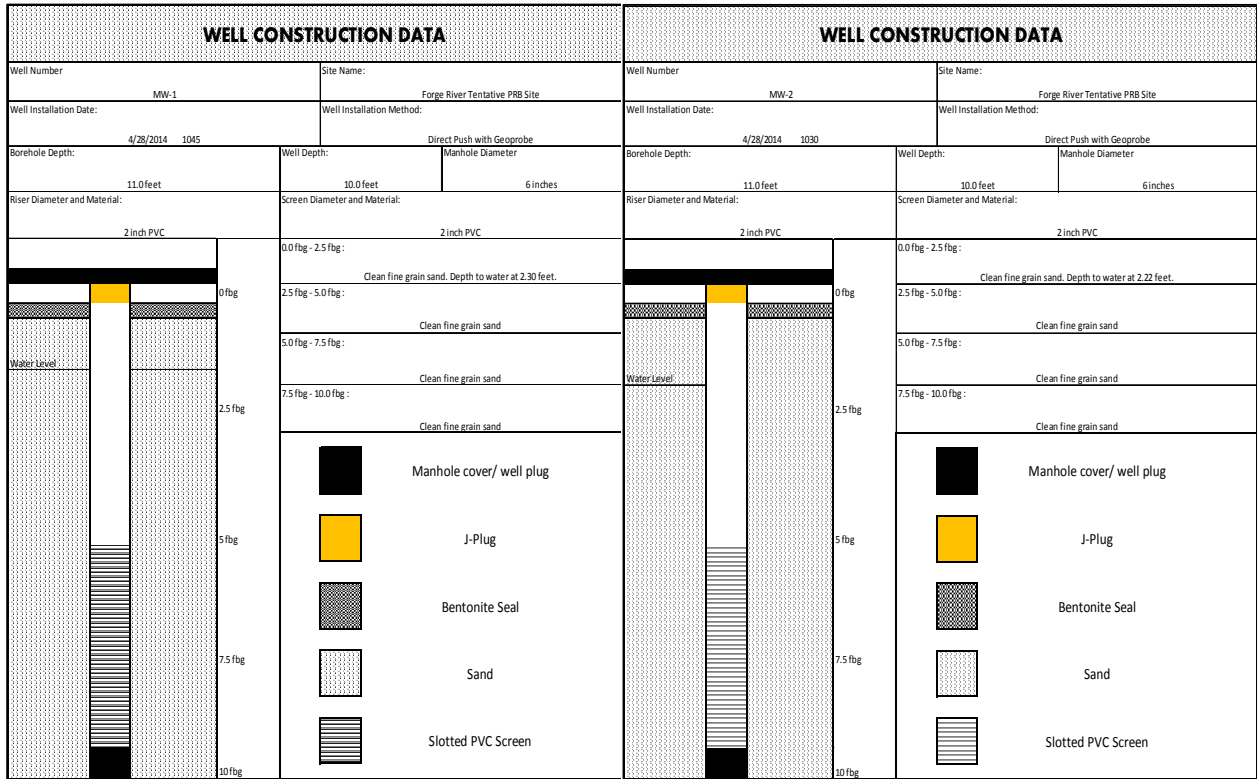 WELL CONSTRUCTION DATA
Well Number
MW-1
Site Name:
Forge River Tentative PRB Site
Well Installation Date:
4/28/2014 1045
Well Installation Method:
Direct Push with Geoprobe
Borehole Depth:
11.0 feet
Well Depth:
10.0 feet
Manhole Diameter
6 inches
Riser Diameter and Material:
2 inch PVC
Screen Diameter and Material:
2 inch PVC
0.0 fbg - 2.5 fbg :
Clean fine grain sand. Depth to water at 2.30 feet.
2.5 fbg - 5.0 fbg :
Clean fine grain sand
5.0 fbg - 7.5 fbg :
Clean fine grain sand
7.5 fbg - 10.0 fbg :
Clean fine grain sand
0 fbg
Water Level
2.5 fbg
5 fbg
7.5 fbg
10 fbg
Manhole cover/ well plug
J-Plug
Bentonite Seal
Sand
Slotted PVC Screen
WELL CONSTRUCTION DATA
Well Number
MW-2
Site Name:
Forge River Tentative PRB Site
Well Installation Date:
4/28/2014 1030
Well Installation Method:
Direct Push with Geoprobe
Borehole Depth:
11.0 feet
Well Depth:
10.0 feet
Manhole Diameter
6 inches
Riser Diameter and Material:
2 inch PVC
Screen Diameter and Material:
2 inch PVC
0.0 fbg - 2.5 fbg :
Clean fine grain sand. Depth to water at 2.22 feet.
2.5 fbg - 5.0 fbg :
Clean fine grain sand
5.0 fbg - 7.5 fbg :
Clean fine grain sand
7.5 fbg - 10.0 fbg :
Clean fine grain sand
0 fbg
Water Level
2.5 fbg
5 fbg
7.5 fbg
10 fbg
Manhole cover/ well plug
J-Plug
Bentonite Seal
Sand
Slotted PVC Screen